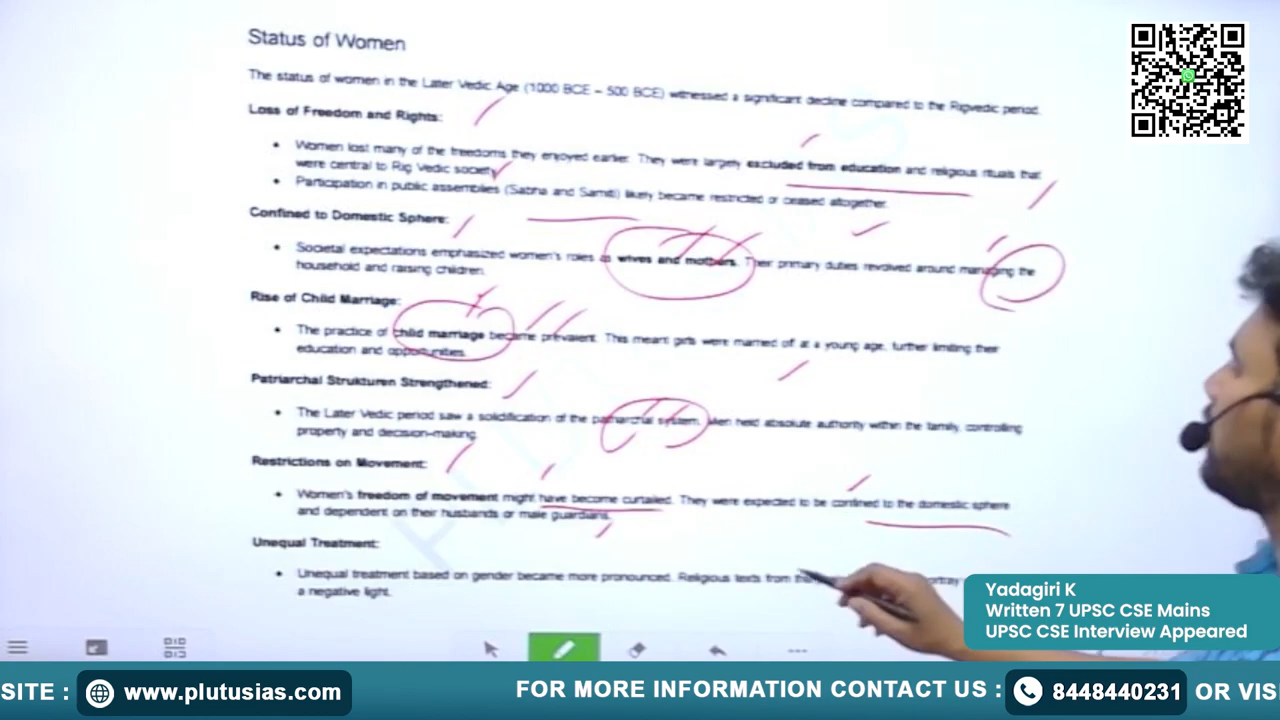 Status of Women
The status of women in the Later Vedic Age (1000 BCE – 500 BCE) witnessed a significant decline compared to the Rigvedic period.
Loss of Freedom and Rights:
• Women lost many of the freedoms they enjoyed earlier. They were largely excluded from education and religious rituals that
were central to Rig Vedic society.
• Participation in public assemblies (Sabha and Samiti) likely became restricted or ceased altogether.
Confined to Domestic Sphere:
• Societal expectations emphasized women's roles as wives and mothers. Their primary duties revolved around managing the
household and raising children.
Rise of Child Marriage:
• The practice of child marriage became prevalent. This meant girls were married off at a young age, further limiting their
education and opportunities.
Patriarchal Strukturen Strengthened:
• The Later Vedic period saw a solidification of the patriarchal system. Men held absolute authority within the family, controlling
property and decision-making.
Restrictions on Movement:
• Women's freedom of movement might have become curtailed. They were expected to be confined to the domestic sphere
and dependent on their husbands or male guardians.
Unequal Treatment:
• Unequal treatment based on gender became more pronounced. Religious texts from
a negative light.
Yadagiri K
Written 7 UPSC CSE Mains
UPSC CSE Interview Appeared
SITE : www.plutusias.com FOR MORE INFORMATION CONTACT US : 8448440231 OR VIS